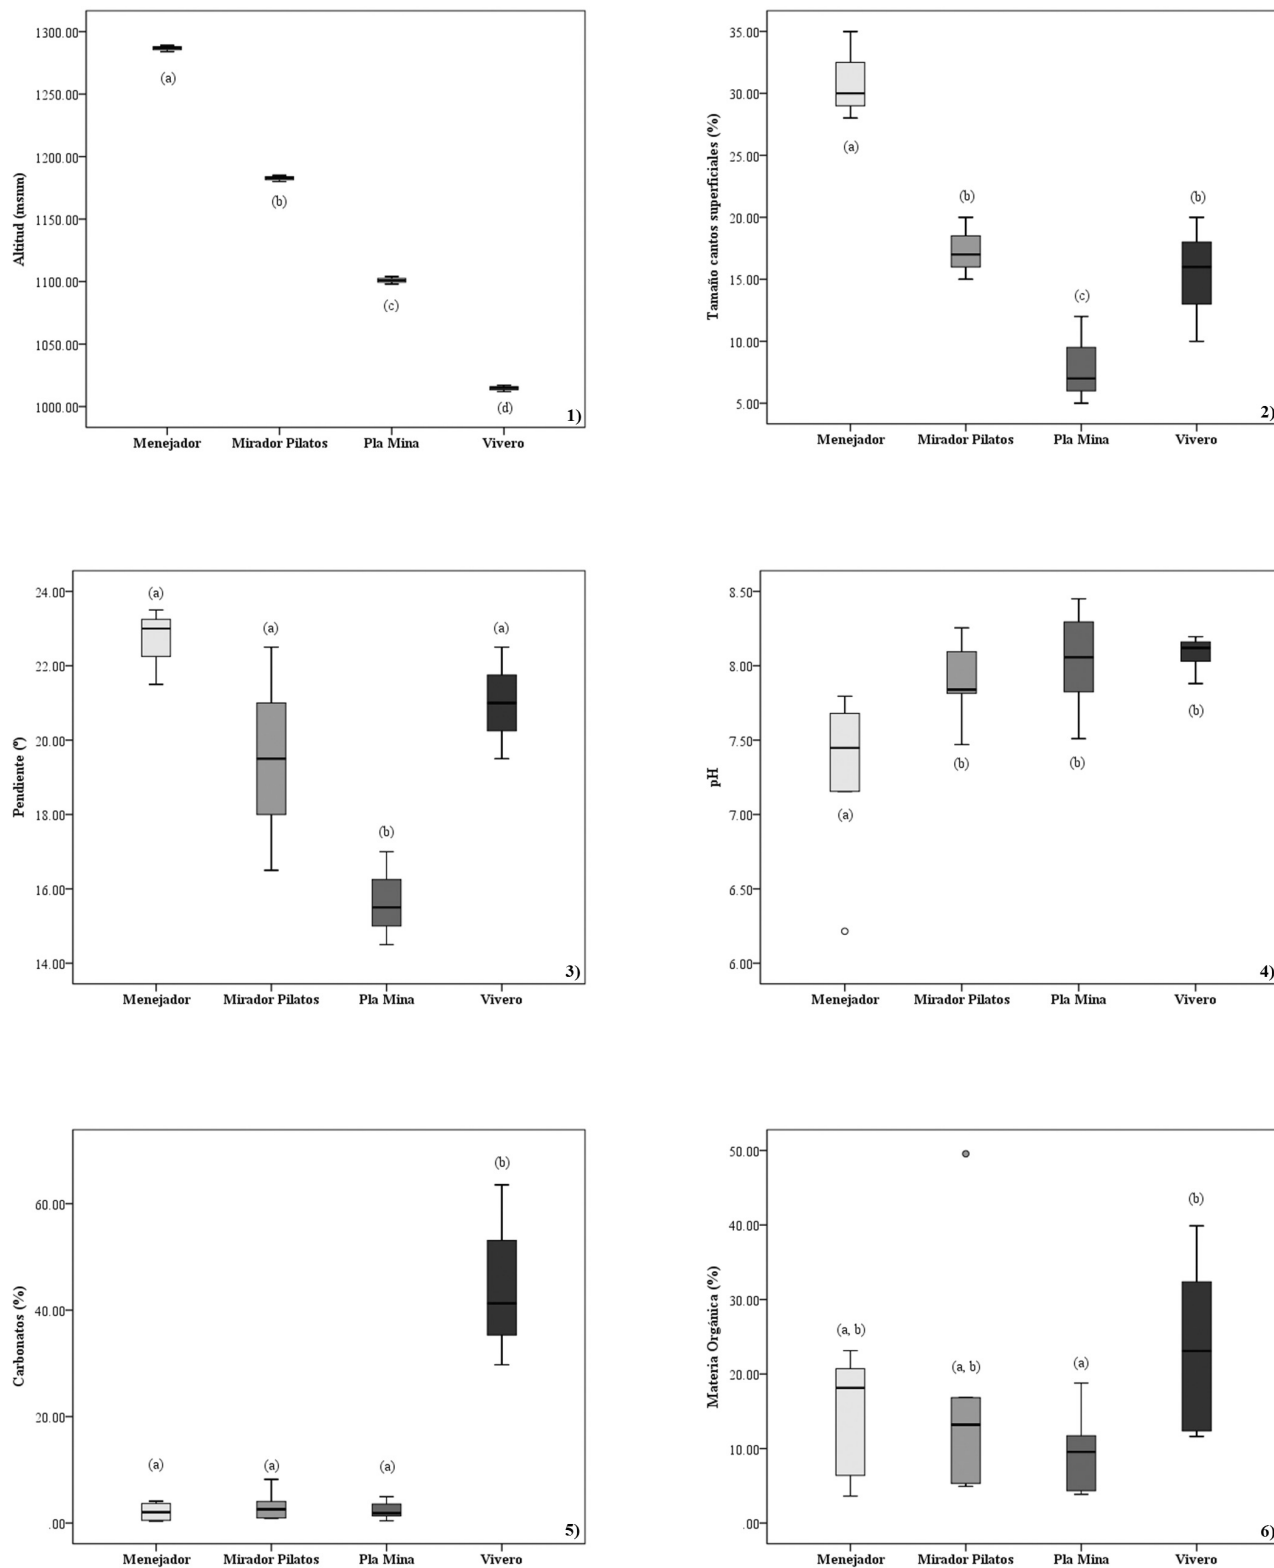 Altitud (msnm)
1300.00
1250.00
1200.00
1150.00
1100.00
1050.00
1000.00
(a)
(b)
(c)
(d)
1)
Menejador
Mirador Pilatos
Pla Mina
Vivero
Tamaño cantos superficiales (%)
35.00
30.00
25.00
20.00
15.00
10.00
5.00
(a)
(b)
(c)
(b)
2)
Menejador
Mirador Pilatos
Pla Mina
Vivero
Pendiente (º)
24.00
22.00
20.00
18.00
16.00
14.00
(a)
(a)
(b)
(a)
3)
Menejador
Mirador Pilatos
Pla Mina
Vivero
pH
8.50
8.00
7.50
7.00
6.50
6.00
(a)
(b)
(b)
(b)
4)
Menejador
Mirador Pilatos
Pla Mina
Vivero
Carbonatos (%)
60.00
40.00
20.00
.00
(a)
(a)
(a)
(b)
5)
Menejador
Mirador Pilatos
Pla Mina
Vivero
Materia Orgánica (%)
50.00
40.00
30.00
20.00
10.00
.00
(a, b)
(a, b)
(a)
(b)
6)
Menejador
Mirador Pilatos
Pla Mina
Vivero